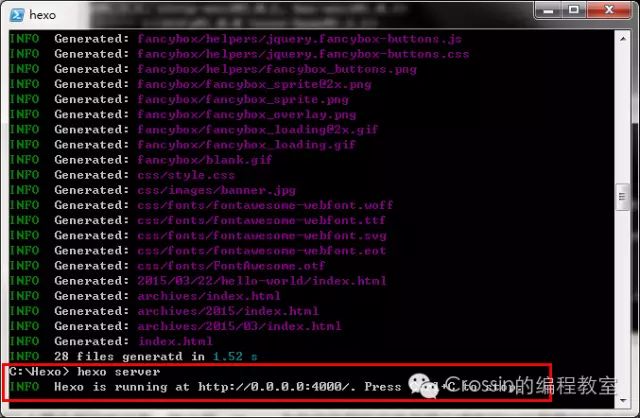 hexo
INFO Generated: fancybox/helpers/jquery.fancybox-buttons.js
INFO Generated: fancybox/helpers/jquery.fancybox-buttons.css
INFO Generated: fancybox/helpers/fancybox_buttons.png
INFO Generated: fancybox/fancybox_sprite@2x.png
INFO Generated: fancybox/fancybox_sprite.png
INFO Generated: fancybox/fancybox_overlay.png
INFO Generated: fancybox/fancybox_loading@2x.gif
INFO Generated: fancybox/fancybox_loading.gif
INFO Generated: fancybox/blank.gif
INFO Generated: css/style.css
INFO Generated: css/images/banner.jpg
INFO Generated: css/fonts/fontawesome-webfont.woff
INFO Generated: css/fonts/fontawesome-webfont.ttf
INFO Generated: css/fonts/fontawesome-webfont.svg
INFO Generated: css/fonts/fontawesome-webfont.eot
INFO Generated: css/fonts/FontAwesome.otf
INFO Generated: 2015/03/22/hello-world/index.html
INFO Generated: archives/index.html
INFO Generated: archives/2015/index.html
INFO Generated: archives/2015/03/index.html
INFO Generated: index.html
INFO 28 files generatd in 1.52 s
C:\Hexo> hexo server
INFO Hexo is running at http://0.0.0.0:4000/. Press to stop.
Crossin的编程教室